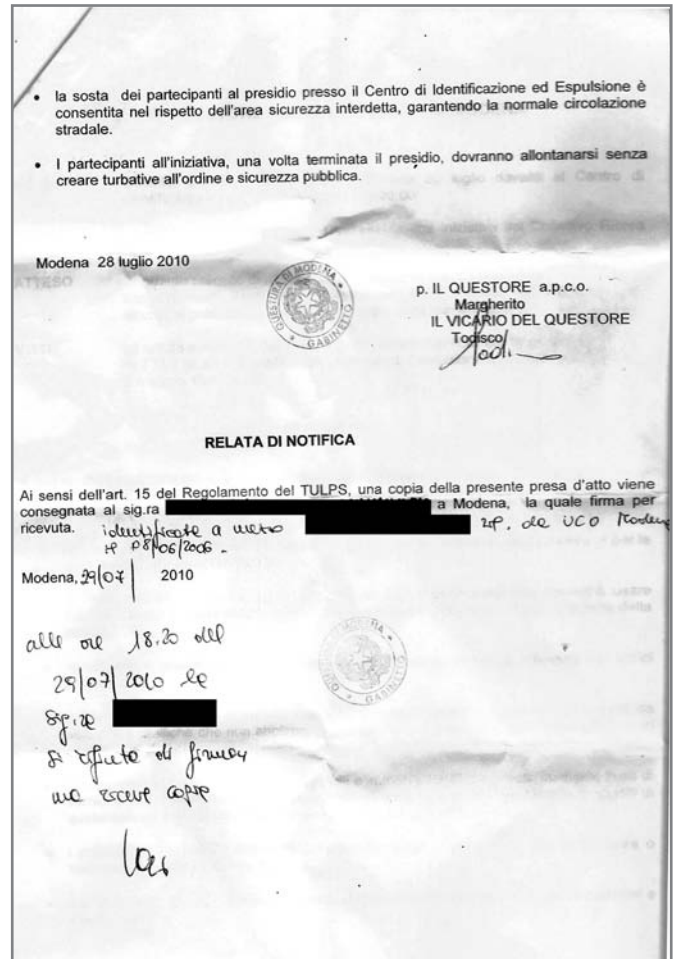 • la sosta dei partecipanti al presidio presso il Centro di Identificazione ed Espulsione è
consentita nel rispetto dell'area sicurezza interdetta, garantendo la normale circolazione
stradale.
• I partecipanti all'iniziativa, una volta terminata il presidio, dovranno allontanarsi senza
creare turbative all'ordine e sicurezza pubblica.
Modena 28 luglio 2010
QUESTURA DI MODENA
GABINETTO
p. IL QUESTORE a.p.c.o.
Margherito
IL VICARIO DEL QUESTORE
Todisco
RELATA DI NOTIFICA
Ai sensi dell'art. 15 del Regolamento del TULPS, una copia della presente presa d'atto viene
consegnata al sig.ra a Modena, la quale firma per
ricevuta. identificata a mezzo
08/06/2006.
Modena, 29/07/ 2010
alle ore 18.20 del
29/07/2010 la
sig.ra
si rifiuta di firmare
ma riceve copia